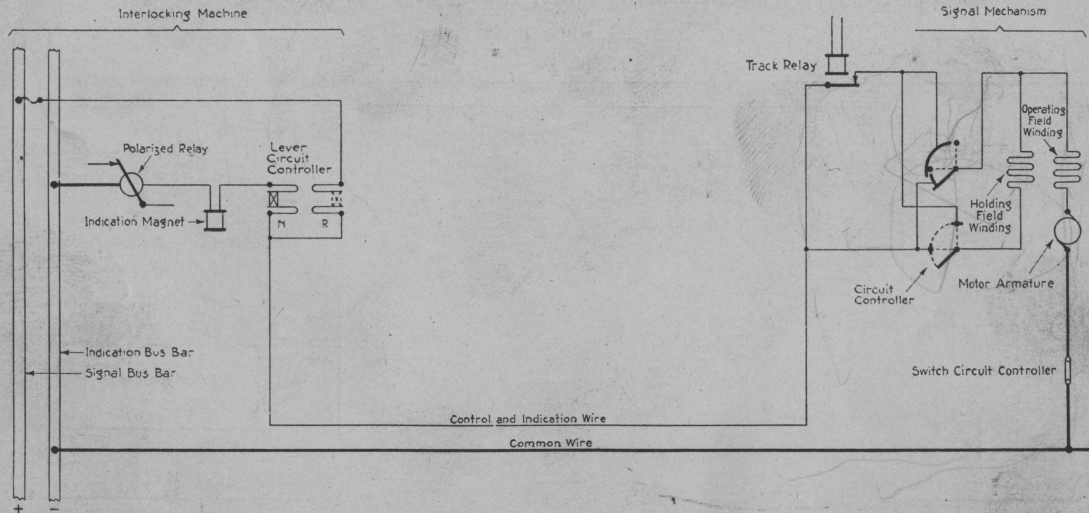 Interlocking Machine
Signal Mechanism
Track Relay
Operating
Field
Winding
Polarized Relay
Lever
Circuit
Controller
Holding
Field
Winding
Indication Magnet
N
R
Circuit
Controller
Motor Armature
Indication Bus Bar
Signal Bus Bar
Switch Circuit Controller
Control and Indication Wire
Common Wire
+
-